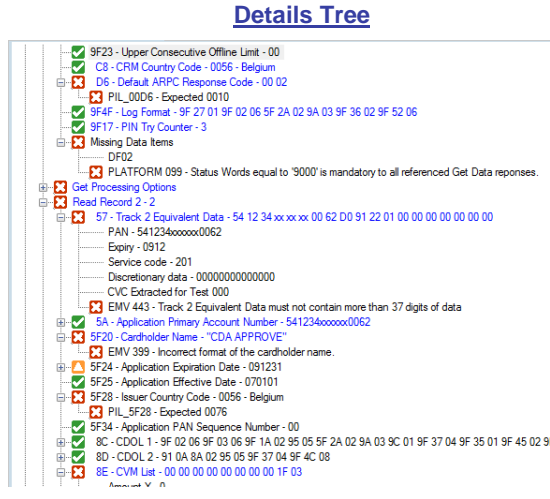 Details Tree
9F23 - Upper Consecutive Offline Limit - 00
C8 - CRM Country Code - 0056 - Belgium
D6 - Default ARPC Response Code - 00 02
PIL_00D6 - Expected 0010
9F4F - Log Format - 9F 27 01 9F 02 06 5F 2A 02 9A 03 9F 36 02 9F 52 06
9F17 - PIN Try Counter - 3
Missing Data Items
DF02
PLATFORM 099 - Status Words equal to '9000' is mandatory to all referenced Get Data reponses.
Get Processing Options
Read Record 2 - 2
57 - Track 2 Equivalent Data - 54 12 34 xx xx xx 00 62 D0 91 22 01 00 00 00 00 00 00 00
PAN - 541234xxxxxx0062
Expiry - 0912
Service code - 201
Discretionary data - 00000000000000
CVC Extracted for Test 000
EMV 443 - Track 2 Equivalent Data must not contain more than 37 digits of data
5A - Application Primary Account Number - 541234xxxxxx0062
5F20 - Cardholder Name - "CDA APPROVE"
EMV 399 - Incorrect format of the cardholder name.
5F24 - Application Expiration Date - 091231
5F25 - Application Effective Date - 070101
5F28 - Issuer Country Code - 0056 - Belgium
PIL_5F28 - Expected 0076
5F34 - Application PAN Sequence Number - 00
8C - CDOL 1 - 9F 02 06 9F 03 06 9F 1A 02 95 05 5F 2A 02 9A 03 9C 01 9F 37 04 9F 35 01 9F 45 02 9
8D - CDOL 2 - 91 0A 8A 02 95 05 9F 37 04 9F 4C 08
8E - CVM List - 00 00 00 00 00 00 00 00 1F 03
Amount X - 0